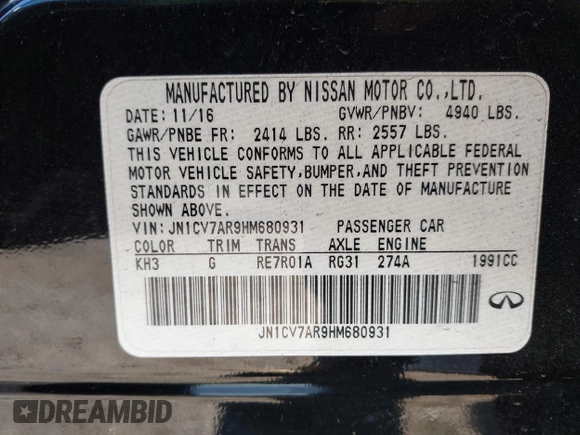 MANUFACTURED BY NISSAN MOTOR CO.,LTD.
DATE: 11/16 GVWR/PNBV: 4940 LBS.
GAWR/PNBE FR: 2414 LBS. RR: 2557 LBS.
THIS VEHICLE CONFORMS TO ALL APPLICABLE FEDERAL
MOTOR VEHICLE SAFETY,BUMPER,AND THEFT PREVENTION
STANDARDS IN EFFECT ON THE DATE OF MANUFACTURE
SHOWN ABOVE.
VIN: JN1CV7AR9HM680931 PASSENGER CAR
COLOR TRIM TRANS AXLE ENGINE
KH3 G RE7R01A RG31 274A 1991CC
JN1CV7AR9HM680931
DREAMBID